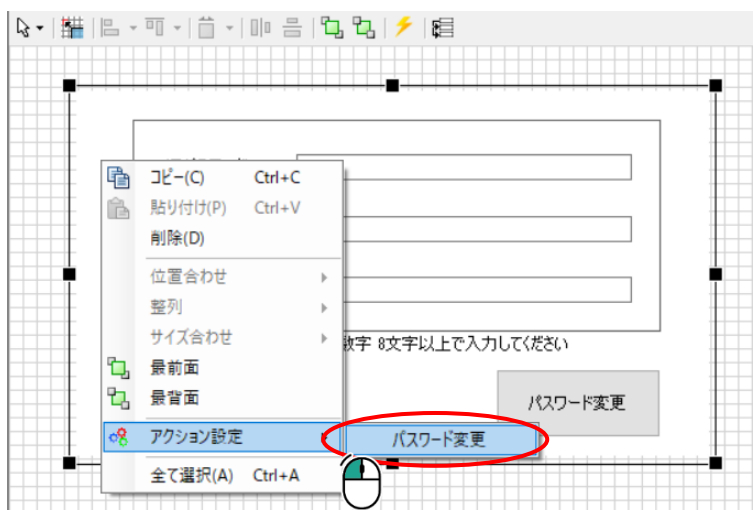 コピー(C) Ctrl+C
貼り付け(P) Ctrl+V
削除(D)
位置合わせ
整列
サイズ合わせ
数字 8文字以上で入力してください
最前面
最背面
パスワード変更
アクション設定
パスワード変更
全て選択(A) Ctrl+A